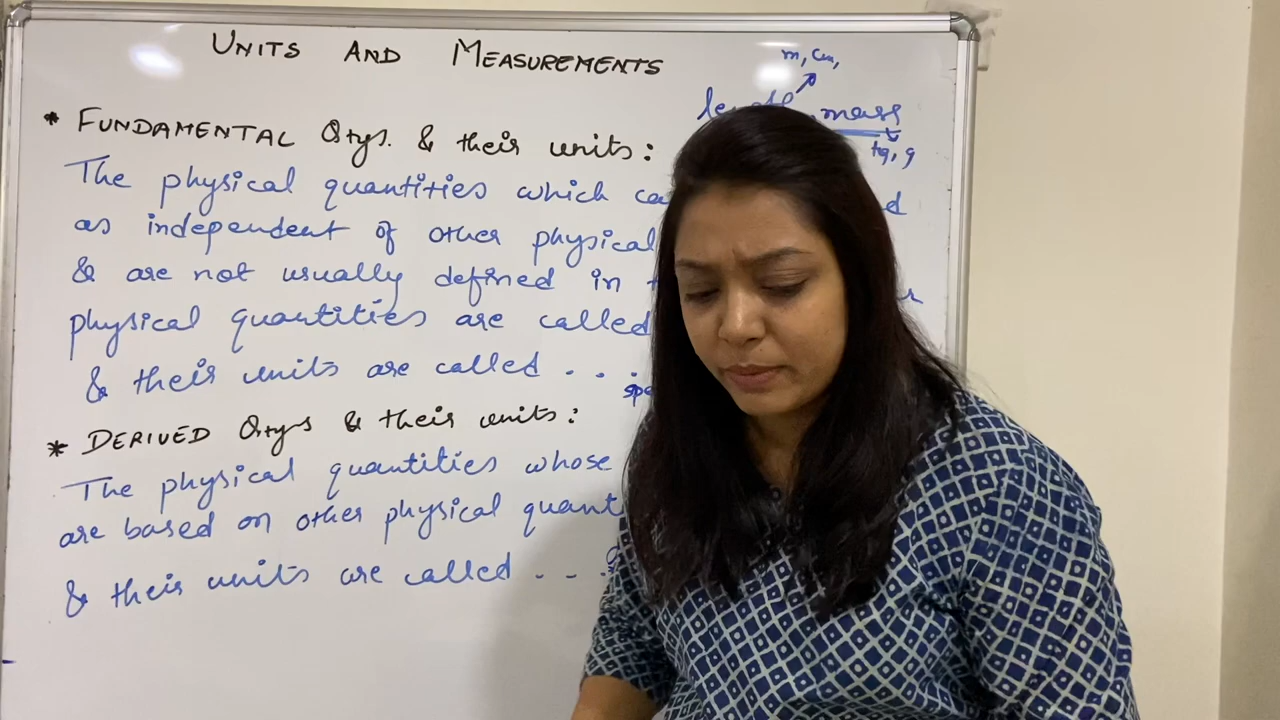 UNITS AND MEASUREMENTS
m, cm,
mass
kg, g
* FUNDAMENTAL Qtys. & their units:
The physical quantities which
as independent of other physical
& are not usually defined in
physical quantities are called
& their units are called . . .
* DERIVED Qtys & their units:
The physical quantities whose
are based on other physical
& their units are called . . .